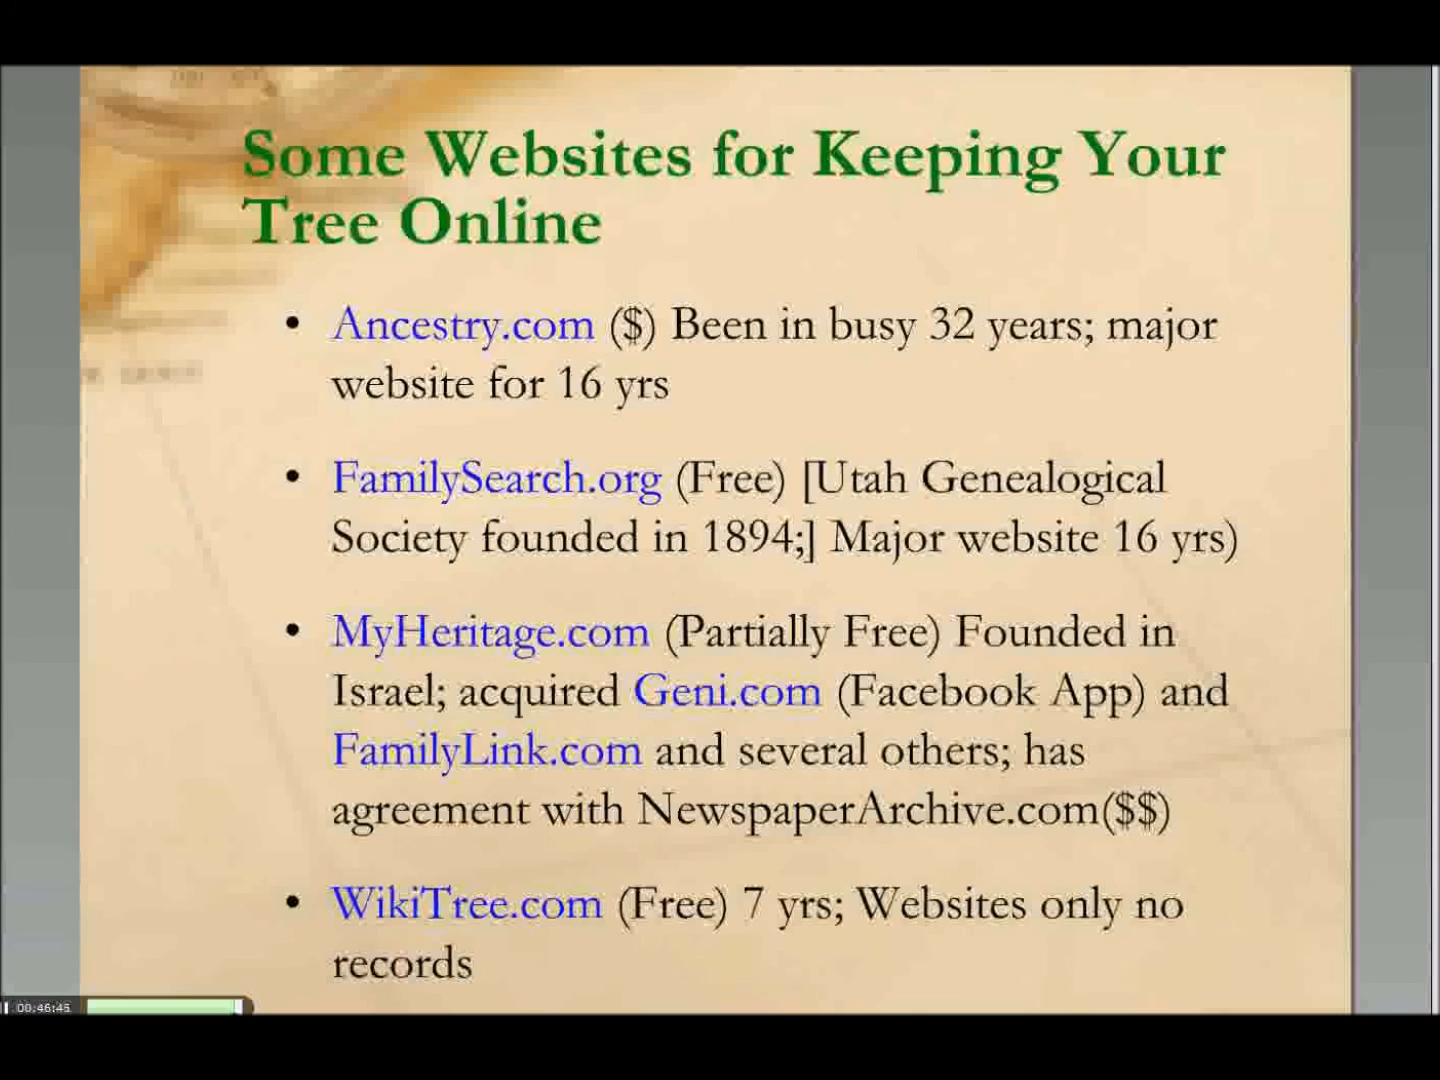 Some Websites for Keeping Your
Tree Online
• Ancestry.com ($) Been in busy 32 years; major
website for 16 yrs
• FamilySearch.org (Free) [Utah Genealogical
Society founded in 1894;] Major website 16 yrs)
• MyHeritage.com (Partially Free) Founded in
Israel; acquired Geni.com (Facebook App) and
FamilyLink.com and several others; has
agreement with NewspaperArchive.com($$)
• WikiTree.com (Free) 7 yrs; Websites only no
records
00:46:45